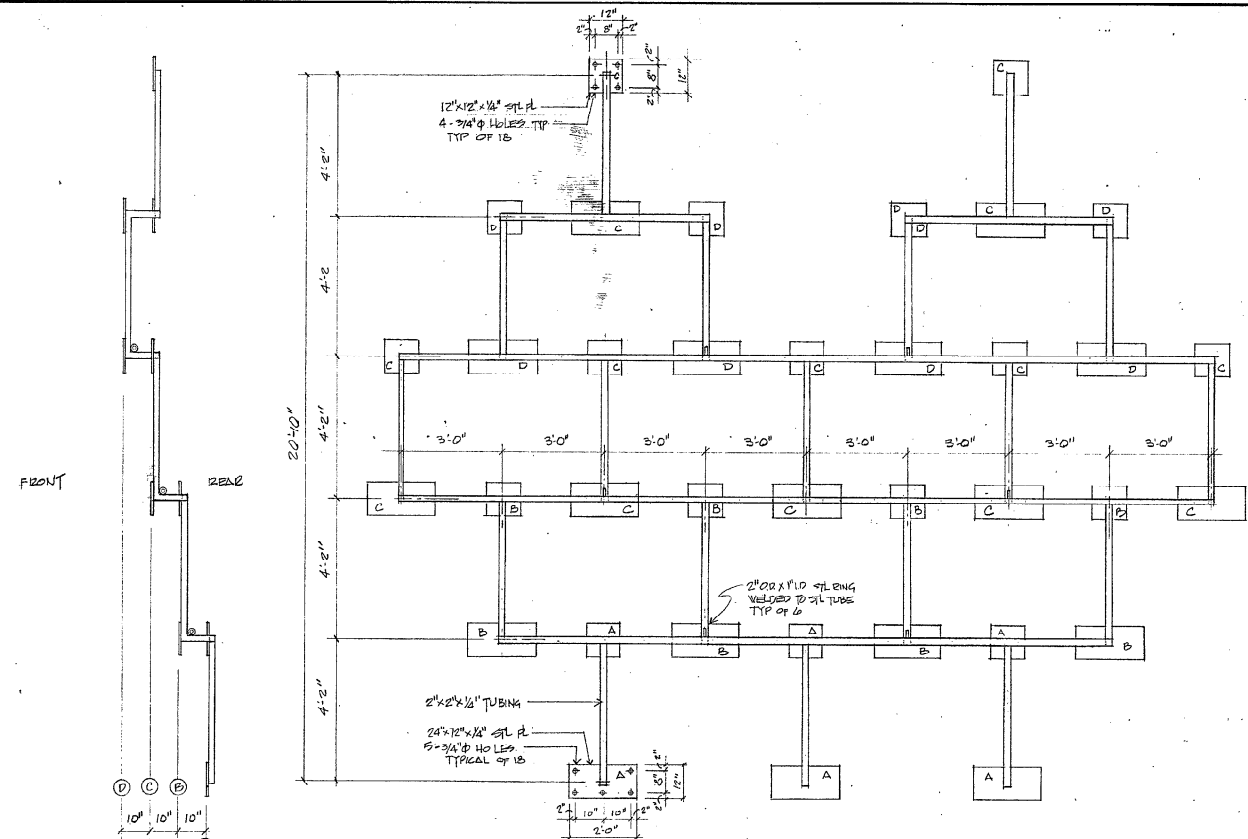 12"
2" 8" 2"
C
2"
8"
2"
12"
12"x12"x1/4" STL PL
4-3/4"Φ HOLES TYP
TYP OF 18
C
4'-2"
D C D
D C D
4'-2
C D C D C D C D C
20'-10"
4'-2"
3'-0" 3'-0" 3'-0" 3'-0" 3'-0" 3'-0" 3'-0" 3'-0"
FRONT REAR
C B C B C B C B C
4'-2"
2" O.D X 1" I.D STL RING
WELDED TO STL TUBE
TYP OF 6
B A B A B A B
4'-2"
2"x2"x1/4" TUBING
24"x12"x1/4" STL PL
5-3/4"Φ HOLES
TYPICAL OF 18
A A A
2"
8"
2"
12"
D C B
10" 10" 10"
2" 10" 10" 2"
2'-0"